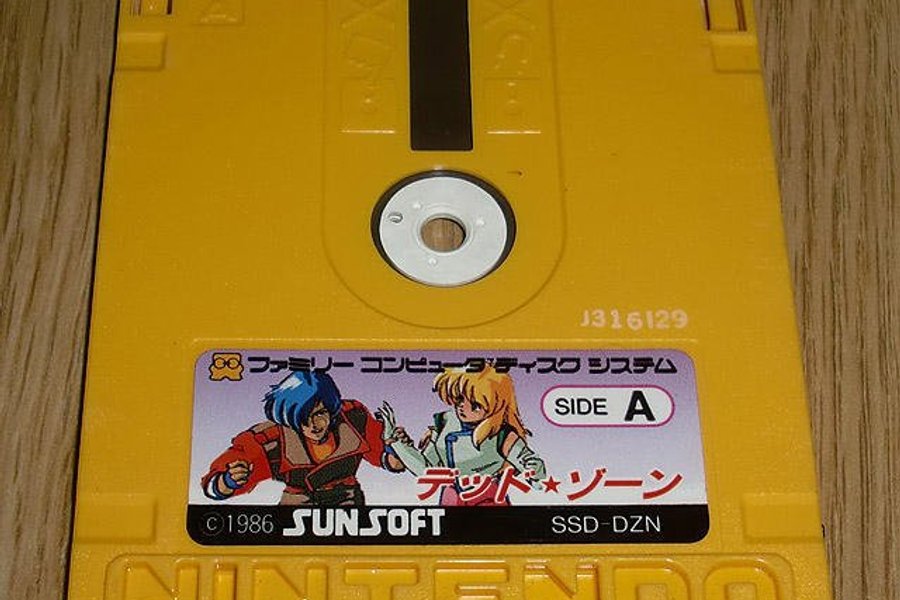 J316129
ファミリー コンピュータ ディスク システム
SIDE A
デッド★ゾーン
©1986 SUNSOFT SSD-DZN
NINTENDO